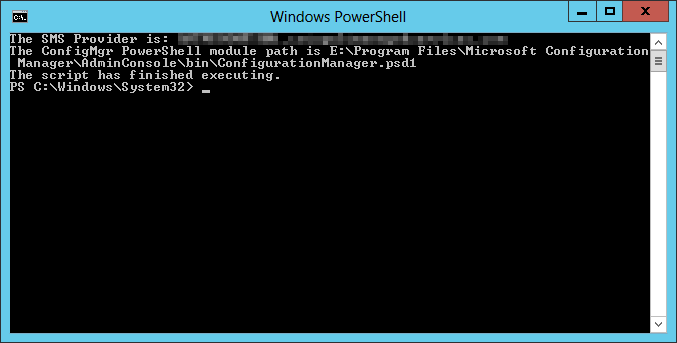 Windows PowerShell
The SMS Provider is:
The ConfigMgr PowerShell module path is E:\Program Files\Microsoft Configuration
 Manager\AdminConsole\bin\ConfigurationManager.psd1
The script has finished executing.
PS C:\Windows\System32> _